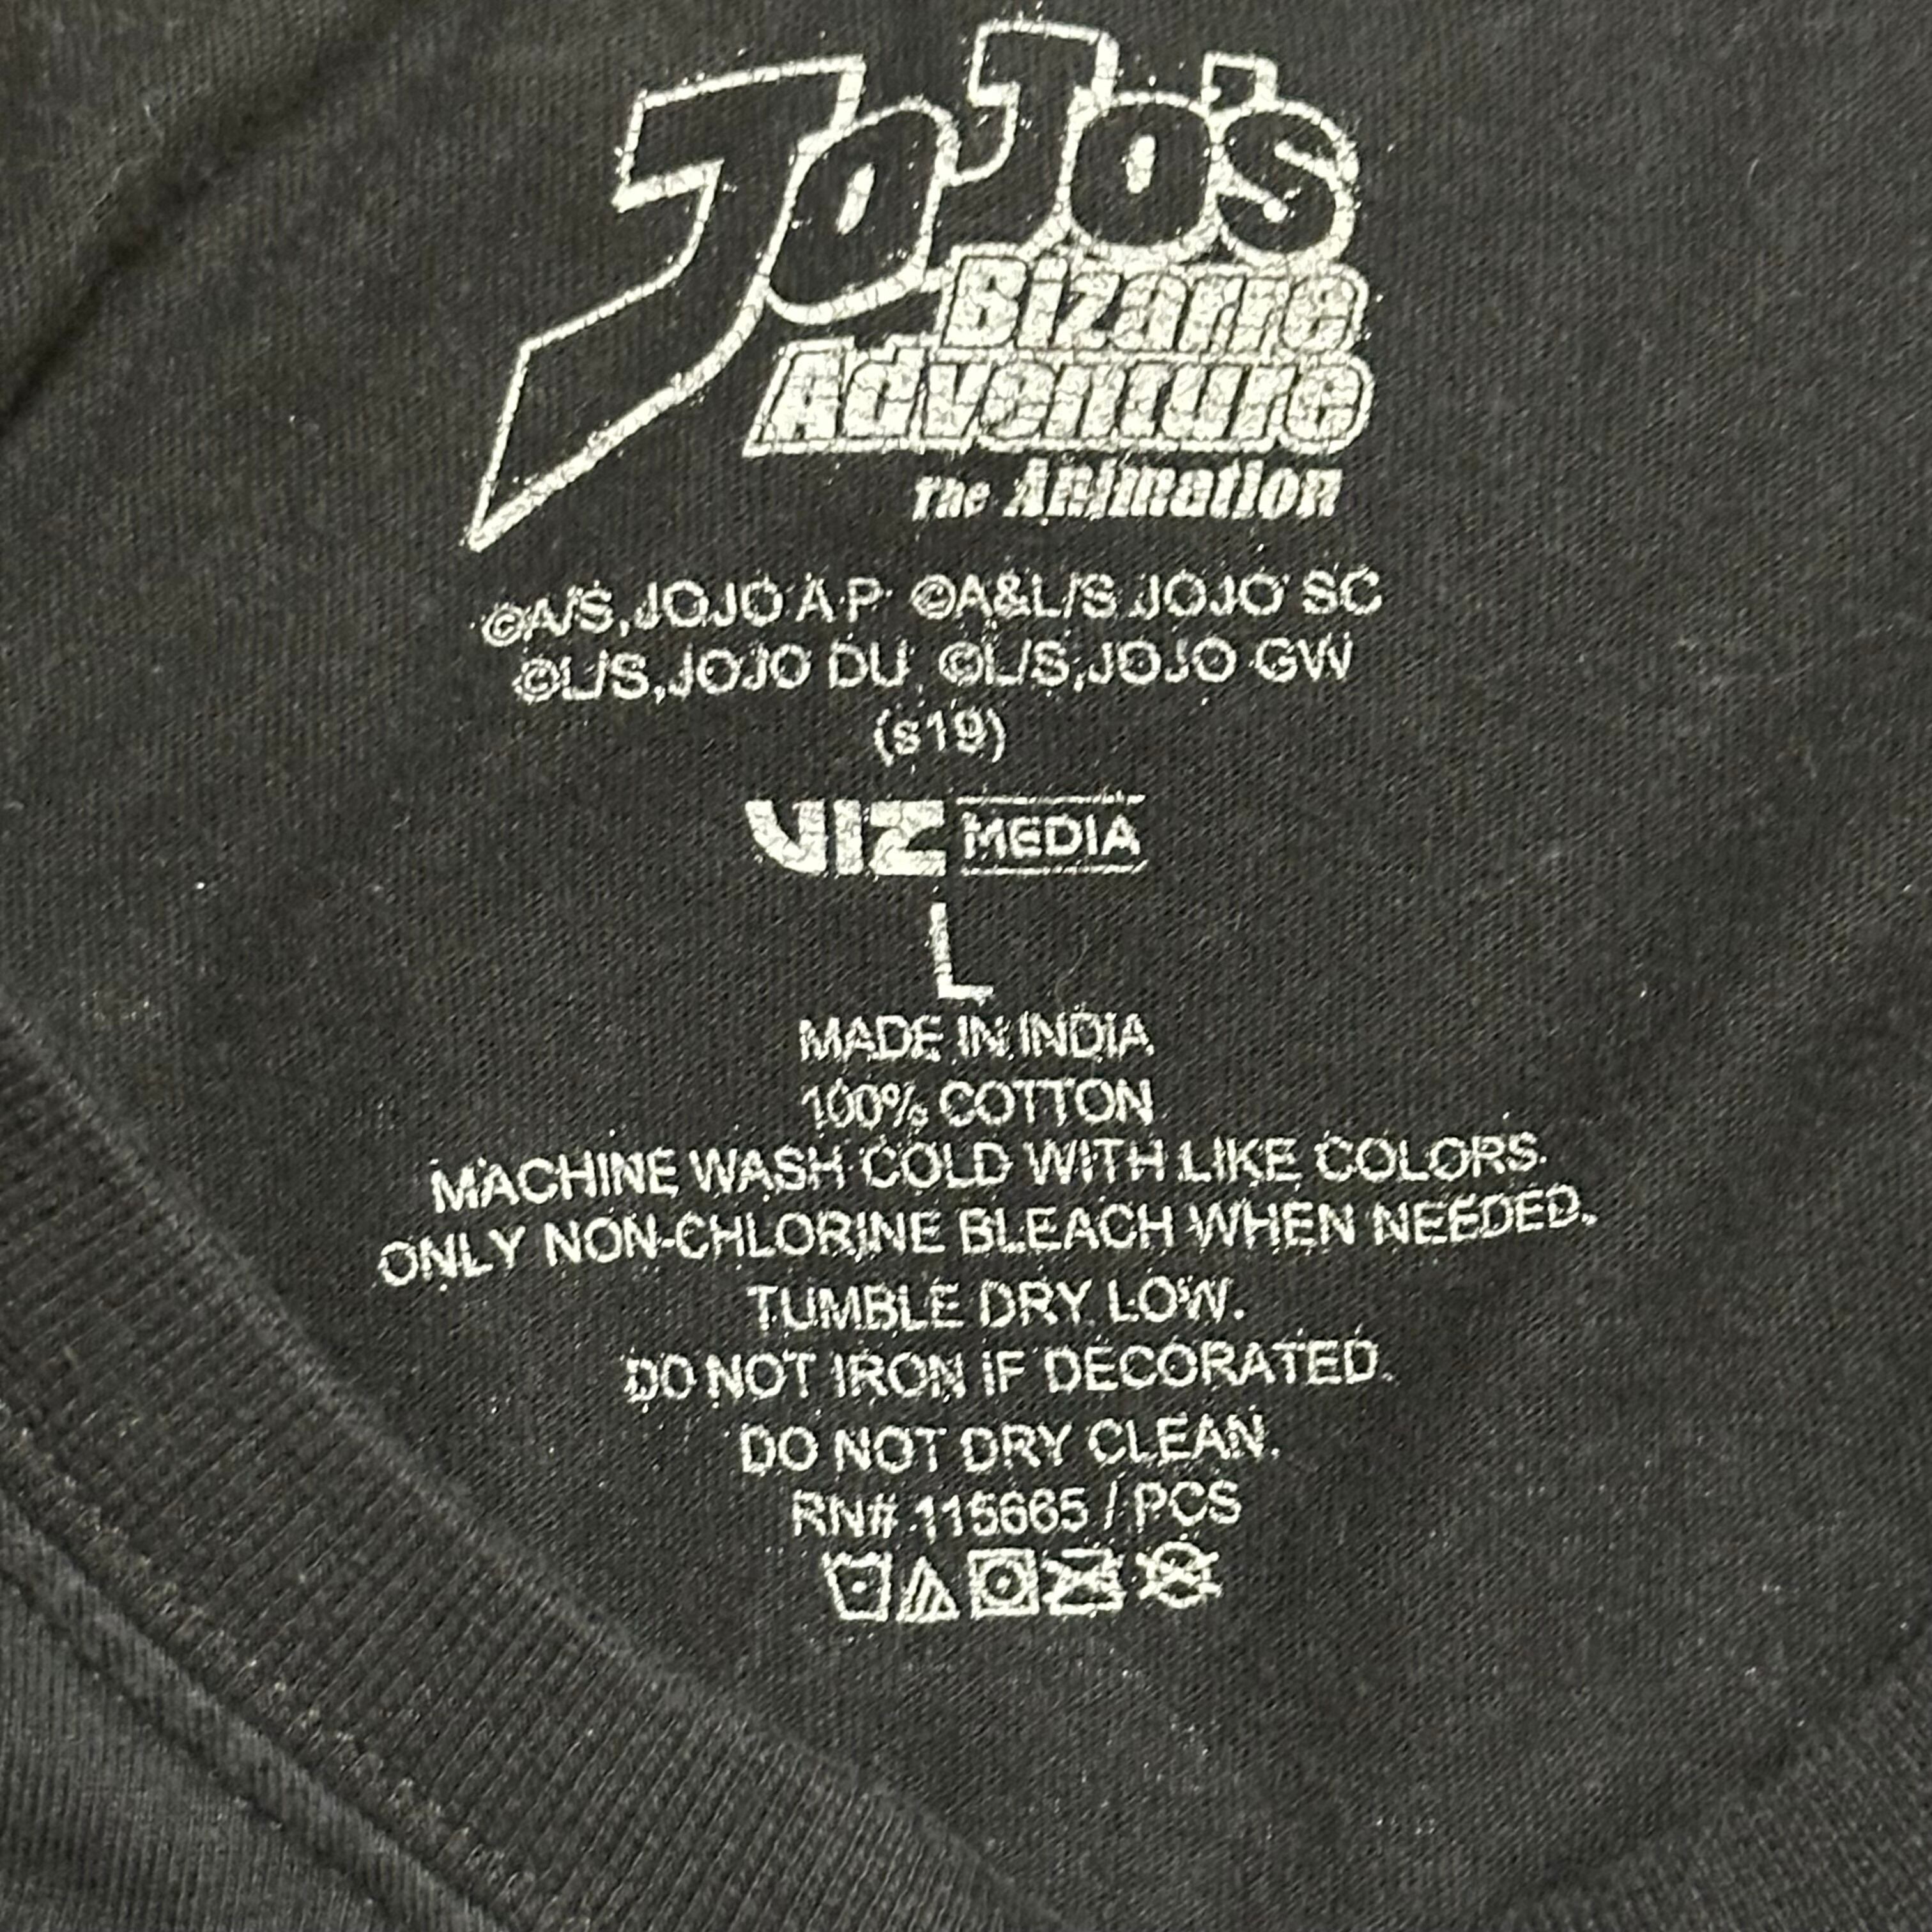 JoJo's
Bizarre
Adventure
the Animation
©A/S,JOJO A.P ©A&L/S JOJO SC
©L/S,JOJO DU ©L/S,JOJO GW
(s19)
VIZ MEDIA
L
MADE IN INDIA
100% COTTON
MACHINE WASH COLD WITH LIKE COLORS.
ONLY NON-CHLORINE BLEACH WHEN NEEDED.
TUMBLE DRY LOW.
DO NOT IRON IF DECORATED.
DO NOT DRY CLEAN.
RN# 115665 / PCS